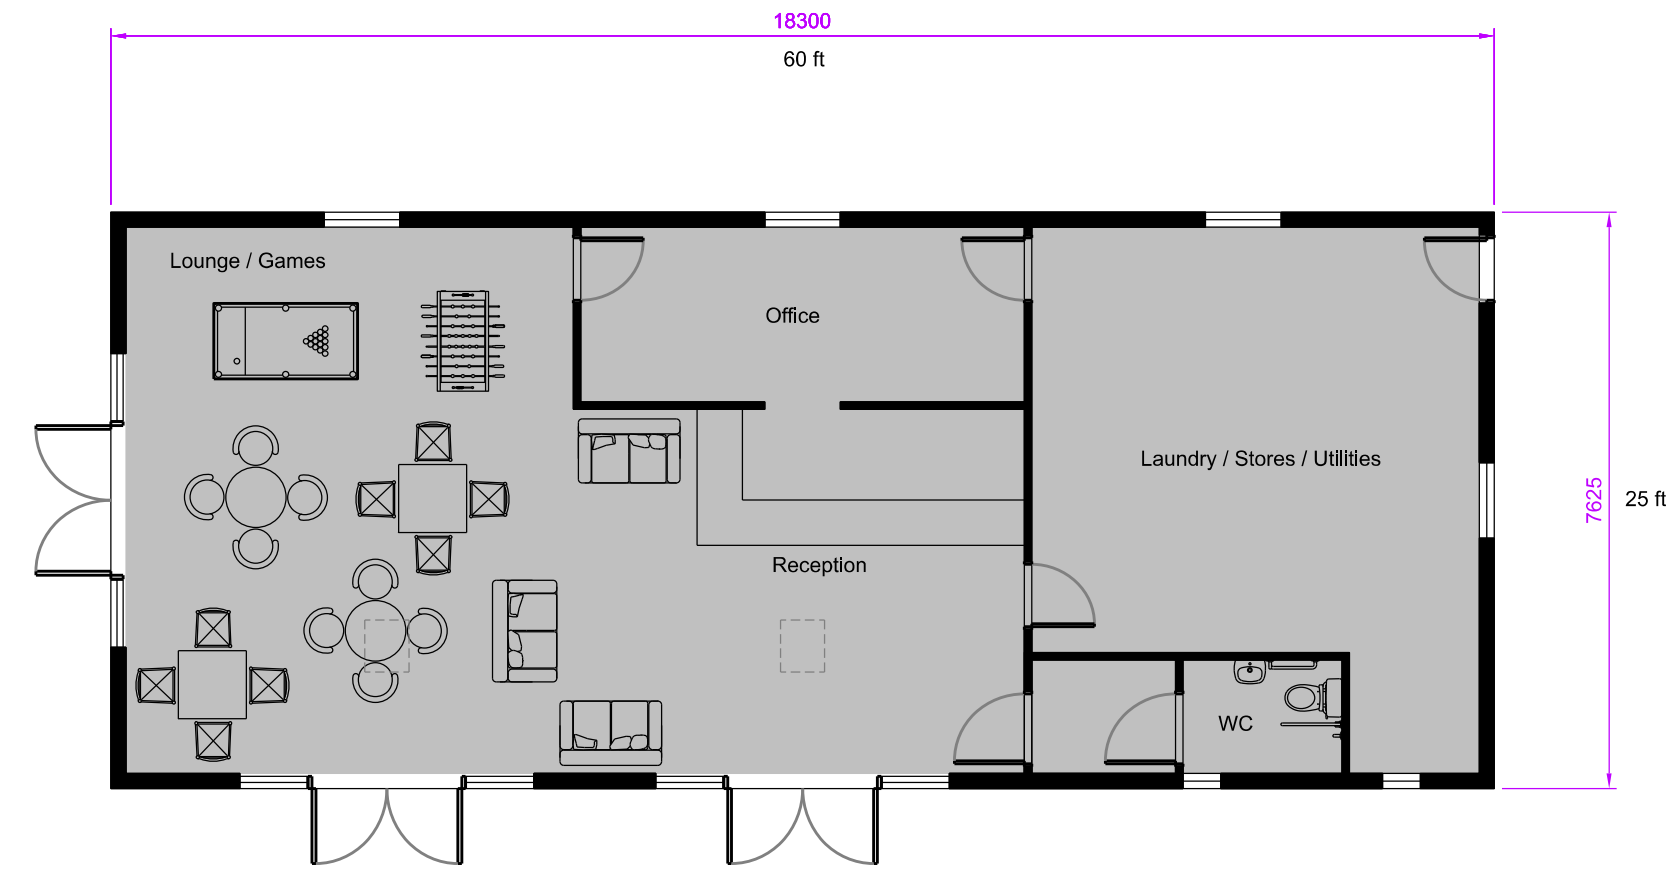 18300
60 ft
Lounge / Games
Office
Laundry / Stores / Utilities
7625
25 ft
Reception
WC